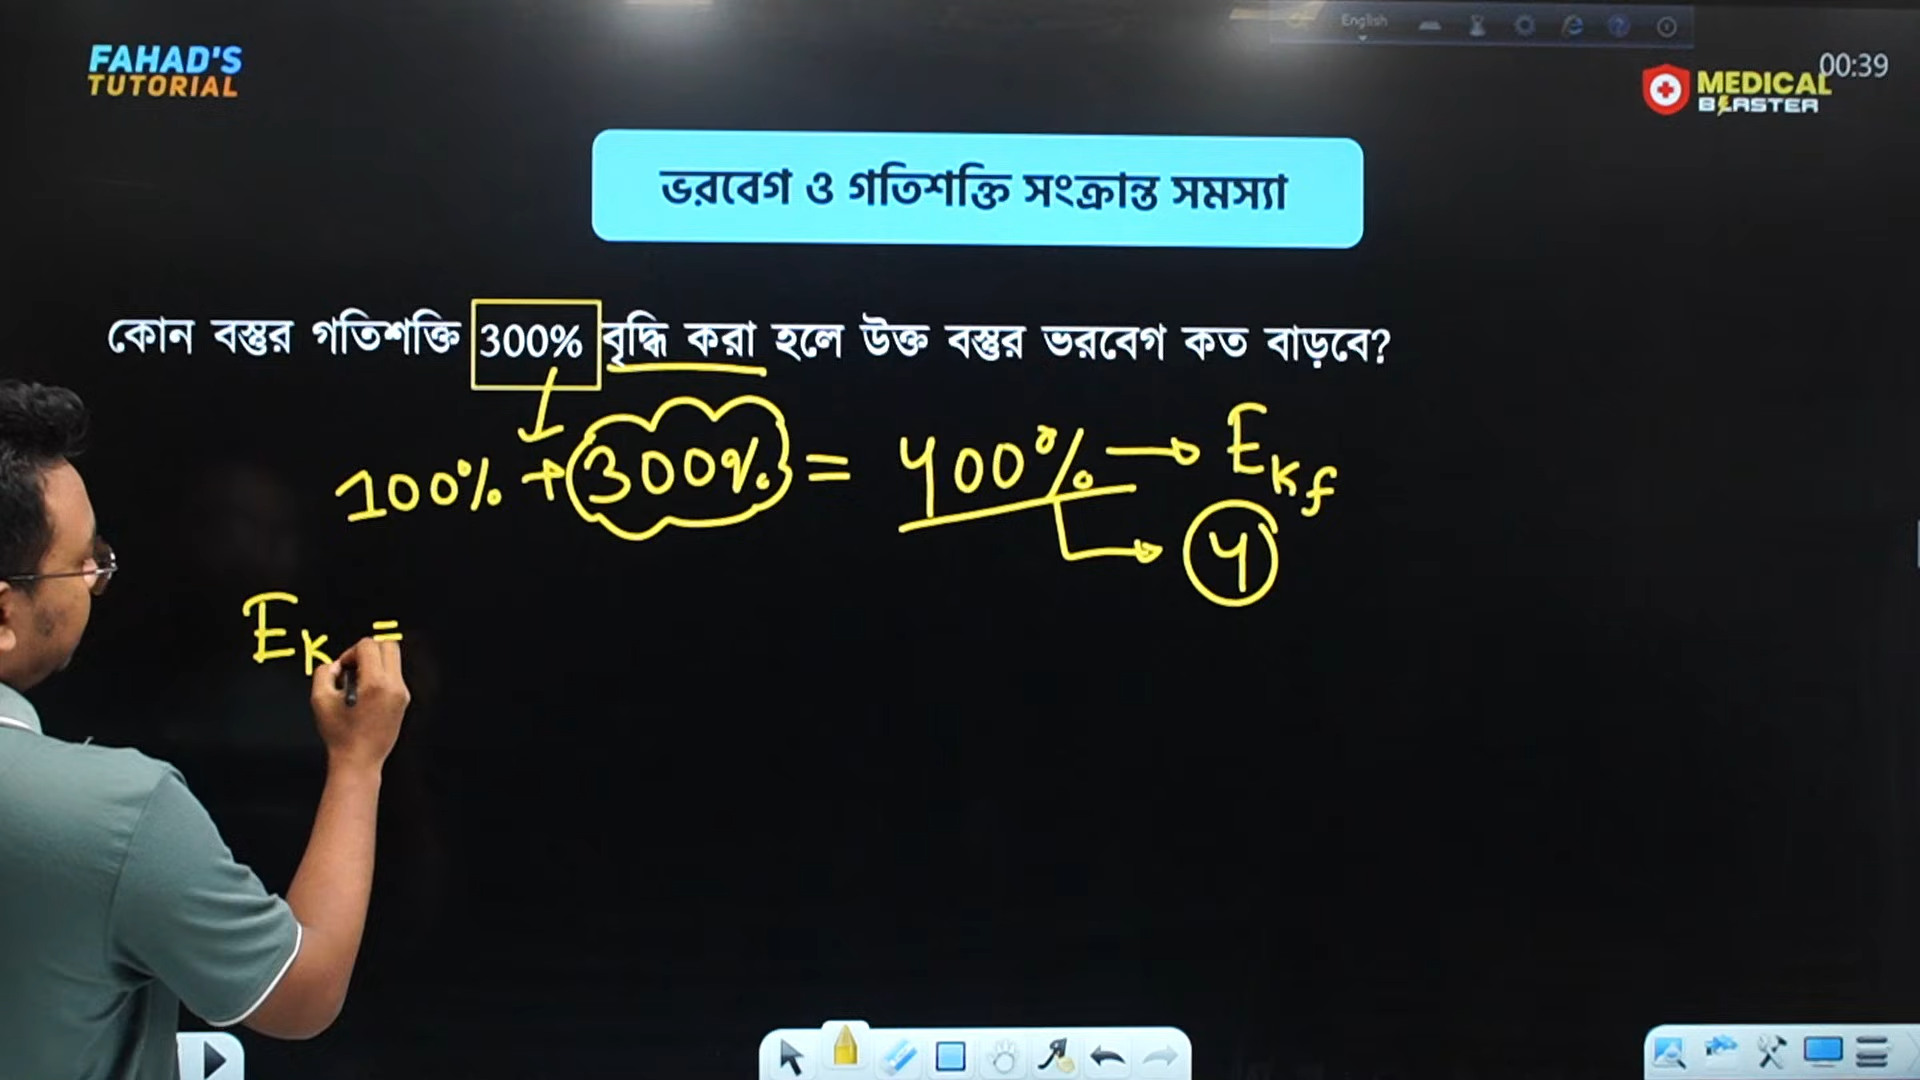 English
FAHAD'S
TUTORIAL
00:39
MEDICAL
BLASTER
ভরবেগ ও গতিশক্তি সংক্রান্ত সমস্যা
কোন বস্তুর গতিশক্তি 300% বৃদ্ধি করা হলে উক্ত বস্তুর ভরবেগ কত বাড়বে?
100% + 300% = 400% → Ekf
4
Ek =